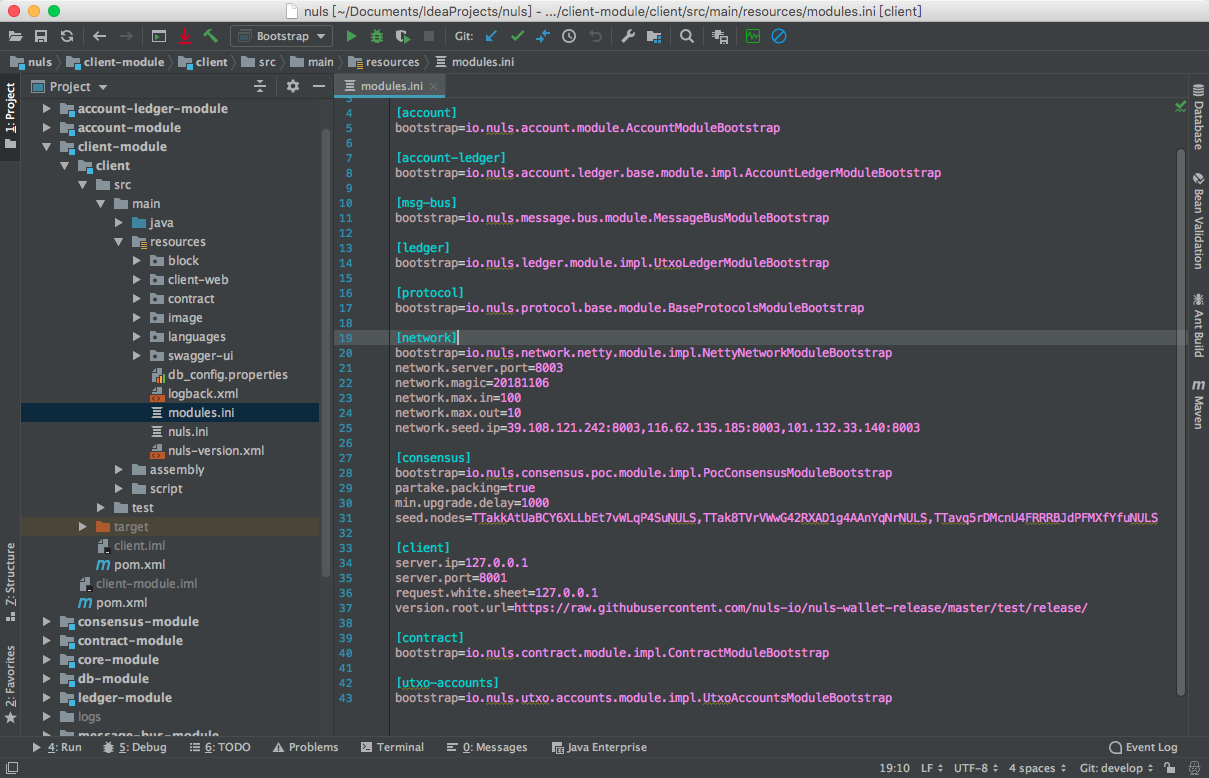 nuls [~/Documents/IdeaProjects/nuls] - .../client-module/client/src/main/resources/modules.ini [client]
Bootstrap Git:
nuls client-module client src main resources modules.ini
1: Project
Project
account-ledger-module
account-module
client-module
client
src
main
java
resources
block
client-web
contract
image
languages
swagger-ui
db_config.properties
logback.xml
modules.ini
nuls.ini
nuls-version.xml
assembly
script
test
target
client.iml
pom.xml
client-module.iml
pom.xml
consensus-module
contract-module
core-module
db-module
ledger-module
logs
message-bus-module
Z: Structure
2: Favorites
modules.ini
3
4 [account]
5 bootstrap=io.nuls.account.module.AccountModuleBootstrap
6
7 [account-ledger]
8 bootstrap=io.nuls.account.ledger.base.module.impl.AccountLedgerModuleBootstrap
9
10 [msg-bus]
11 bootstrap=io.nuls.message.bus.module.MessageBusModuleBootstrap
12
13 [ledger]
14 bootstrap=io.nuls.ledger.module.impl.UtxoLedgerModuleBootstrap
15
16 [protocol]
17 bootstrap=io.nuls.protocol.base.module.BaseProtocolsModuleBootstrap
18
19 [network]
20 bootstrap=io.nuls.network.netty.module.impl.NettyNetworkModuleBootstrap
21 network.server.port=8003
22 network.magic=20181106
23 network.max.in=100
24 network.max.out=10
25 network.seed.ip=39.108.121.242:8003,116.62.135.185:8003,101.132.33.140:8003
26
27 [consensus]
28 bootstrap=io.nuls.consensus.poc.module.impl.PocConsensusModuleBootstrap
29 partake.packing=true
30 min.upgrade.delay=1000
31 seed.nodes=TTakkAtUaBCY6XLLbEt7vWLqP4SuNULS,TTak8TVrVWwG42RXAD1g4AAnYqNrNULS,TTavq5rDMcnU4FRRRBJdPFMXfYfuNULS
32
33 [client]
34 server.ip=127.0.0.1
35 server.port=8001
36 request.white.sheet=127.0.0.1
37 version.root.url=https://raw.githubusercontent.com/nuls-io/nuls-wallet-release/master/test/release/
38
39 [contract]
40 bootstrap=io.nuls.contract.module.impl.ContractModuleBootstrap
41
42 [utxo-accounts]
43 bootstrap=io.nuls.utxo.accounts.module.impl.UtxoAccountsModuleBootstrap
Database
Bean Validation
Ant Build
Maven
4: Run 5: Debug 6: TODO Problems Terminal 0: Messages Java Enterprise Event Log
19:10 LF UTF-8 4 spaces Git: develop